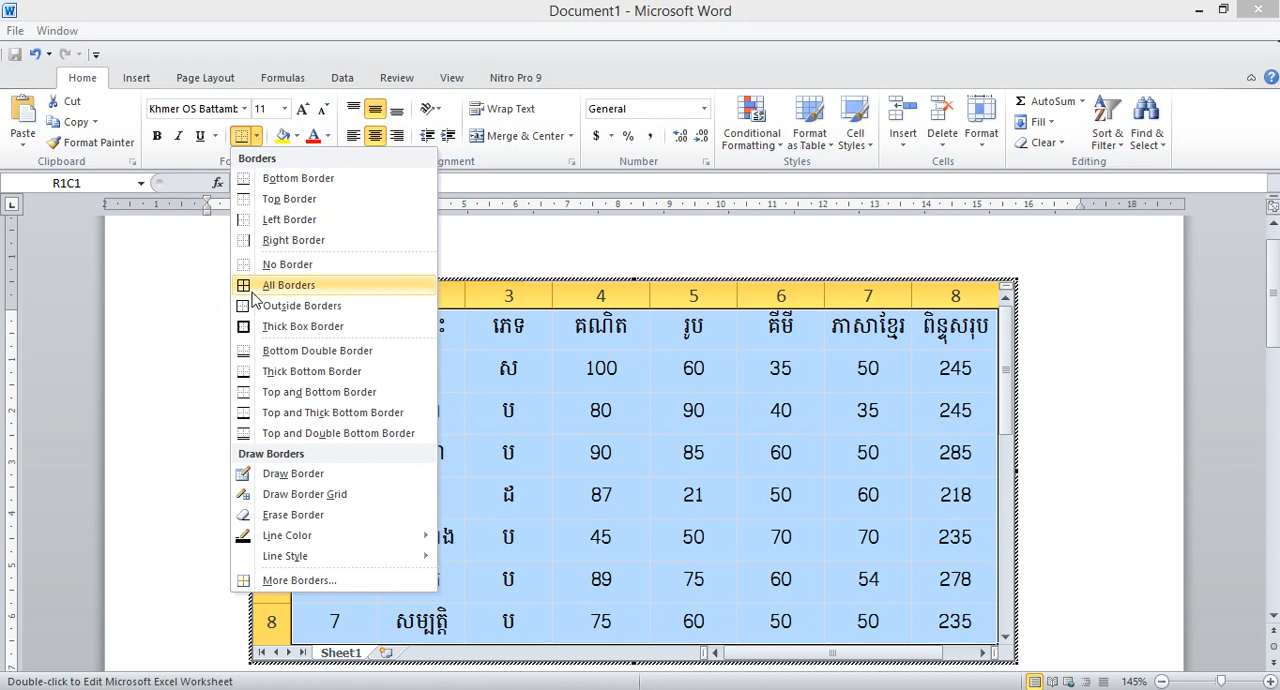 Document1 - Microsoft Word
File Window
Home Insert Page Layout Formulas Data Review View Nitro Pro 9
Paste Cut Copy Format Painter Clipboard
Khmer OS Battamb: 11
B I U A
Wrap Text
Merge & Center
General
$ % ,
Number
Conditional Formatting Format as Table Cell Styles
Styles
Insert Delete Format
Cells
AutoSum Fill Clear
Sort & Filter Find & Select
Editing
R1C1 fx
Borders
Bottom Border
Top Border
Left Border
Right Border
No Border
All Borders
Outside Borders
Thick Box Border
Bottom Double Border
Thick Bottom Border
Top and Bottom Border
Top and Thick Bottom Border
Top and Double Bottom Border
Draw Borders
Draw Border
Draw Border Grid
Erase Border
Line Color
Line Style
More Borders...
3 4 5 6 7 8
ភេទ គណិត រូប គីមី ភាសាខ្មែរ ពិន្ទុសរុប
ស 100 60 35 50 245
ប 80 90 40 35 245
ប 90 85 60 50 285
ដ 87 21 50 60 218
ប 45 50 70 70 235
ប 89 75 60 54 278
8 7 សម្បត្តិ ប 75 60 50 50 235
Sheet1
Double-click to Edit Microsoft Excel Worksheet 145%